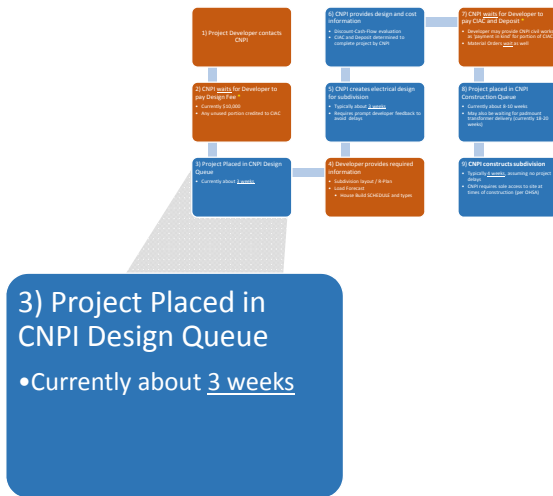 1) Project Developer contacts
CNPI
2) CNPI waits for Developer to
pay Design Fee *
• Currently $10,000
• Any unused portion credited to CIAC
3) Project Placed in CNPI Design
Queue
• Currently about 3 weeks
4) Developer provides required
information
• Subdivision layout / R-Plan
• Load Forecast
• House Build SCHEDULE and types
5) CNPI creates electrical design
for subdivision
• Typically about 3 weeks
• Requires prompt developer feedback to
avoid delays
6) CNPI provides design and cost
information
• Discount-Cash-Flow evaluation
• CIAC and Deposit determined to
complete project by CNPI
7) CNPI waits for Developer to
pay CIAC and Deposit *
• Developer may provide CNPI civil works
as 'payment in kind' for portion of CIAC
• Material Orders wait as well
8) Project placed in CNPI
Construction Queue
• Currently about 8-10 weeks
• May also be waiting for padmount
transformer delivery (currently 18-20
weeks)
9) CNPI constructs subdivision
• Typically 4 weeks, assuming no project
delays
• CNPI requires sole access to site at
times of construction (per OHSA)
3) Project Placed in
CNPI Design Queue
•Currently about 3 weeks